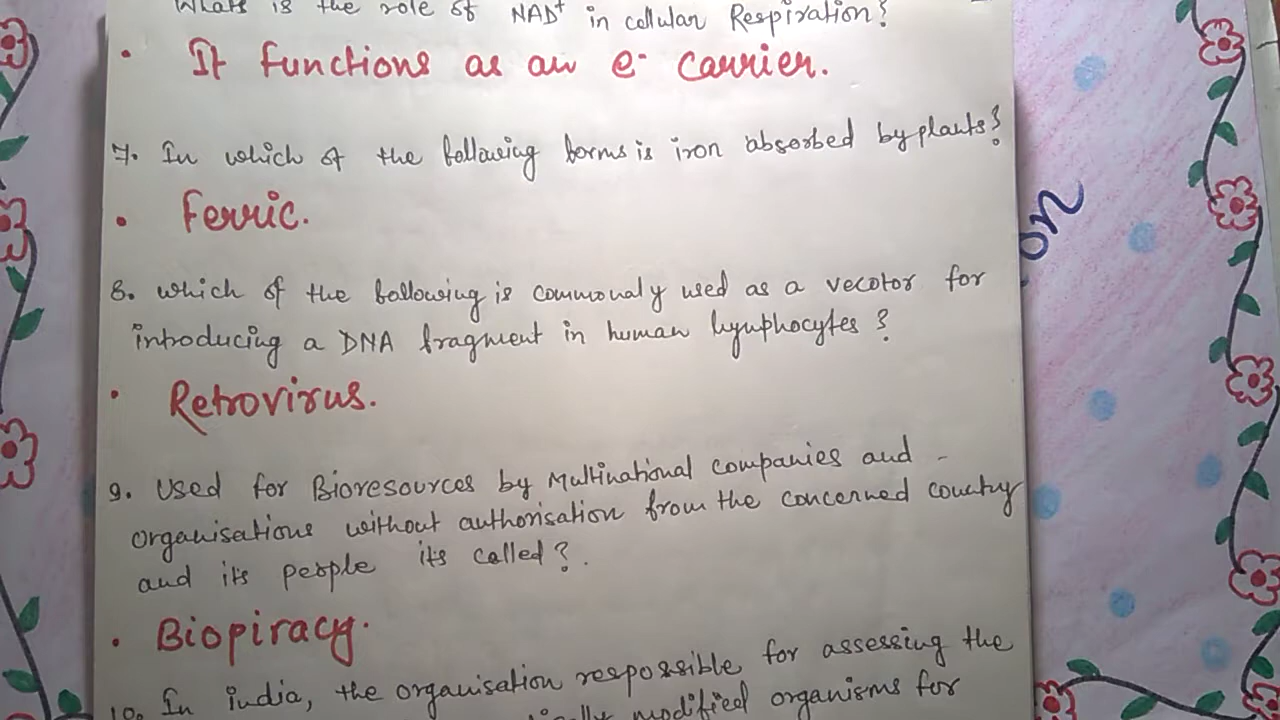 Whats is the role of NAD+ in cellular Respiration?
• It functions as an e- carrier.
7. In which of the following forms is iron absorbed by plants?
• Ferric.
8. which of the following is commonaly used as a vecotor for
introducing a DNA fragment in human lymphocytes ?
• Retrovirus.
9. Used for Bioresources by Multinational companies and -
organisations without authorisation from the concerned country
and its people its called?.
• Biopiracy.
10. In india, the organisation respossible for assessing the
modified organisms for
on